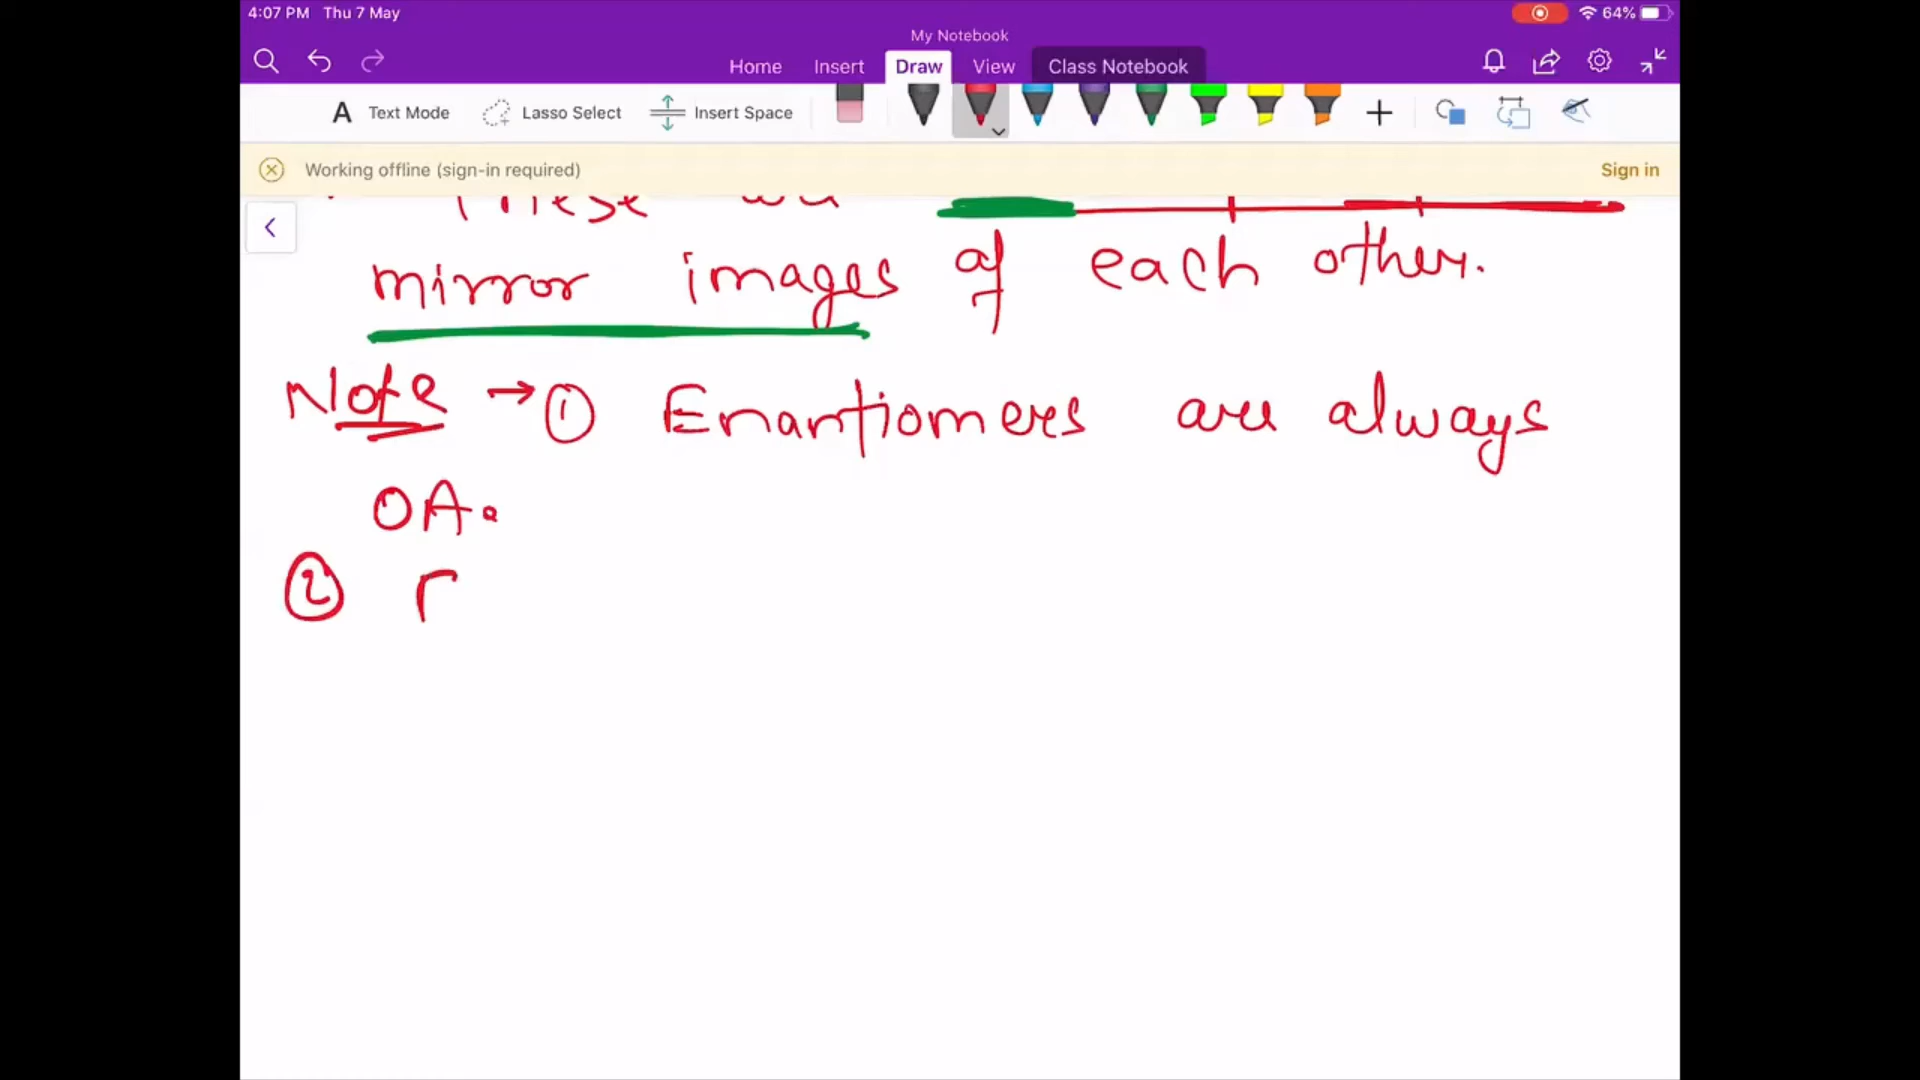 4:07 PM Thu 7 May 64%
My Notebook
Home Insert Draw View Class Notebook
A Text Mode Lasso Select Insert Space
Working offline (sign-in required) Sign in
These are
mirror images of each other.
Note → ① Enantiomers are always
OA.
②